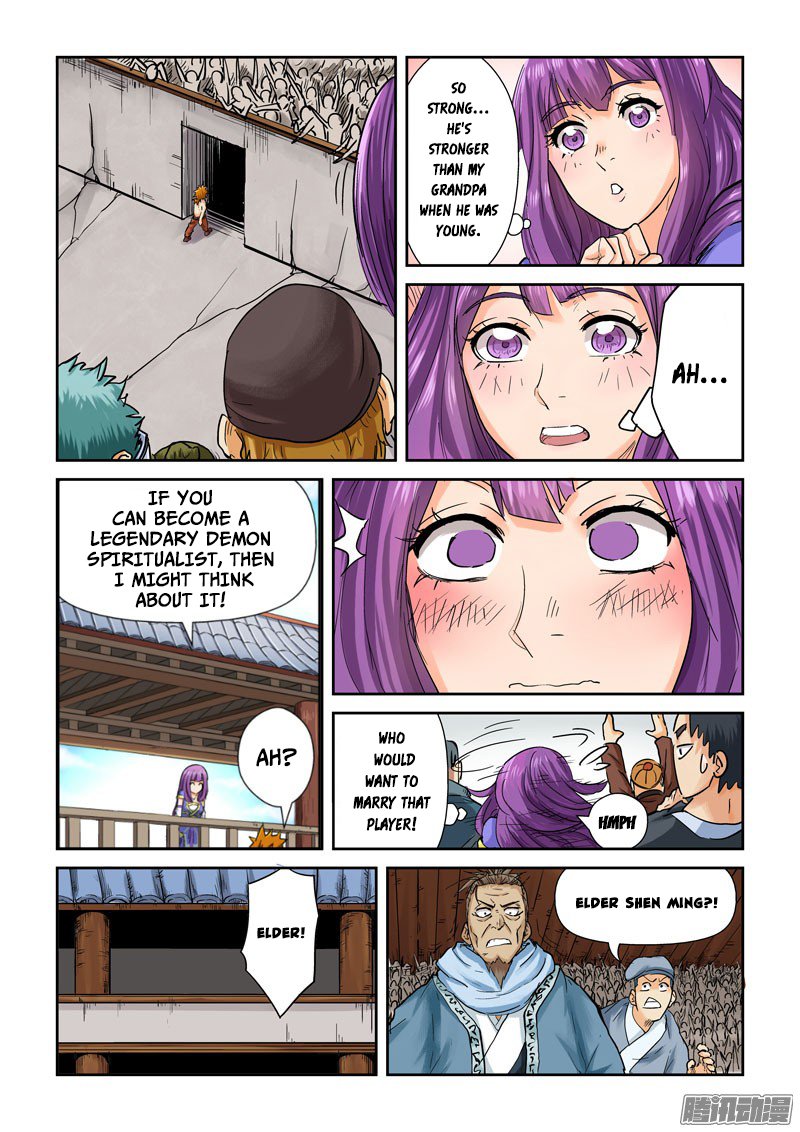 SO
STRONG...
HE'S
STRONGER
THAN MY
GRANDPA
WHEN HE WAS
YOUNG.
AH...
IF YOU
CAN BECOME A
LEGENDARY DEMON
SPIRITUALIST, THEN
I MIGHT THINK
ABOUT IT!
AH?
WHO
WOULD
WANT TO
MARRY THAT
PLAYER!
HMPH
ELDER!
ELDER SHEN MING?!
腾讯动漫